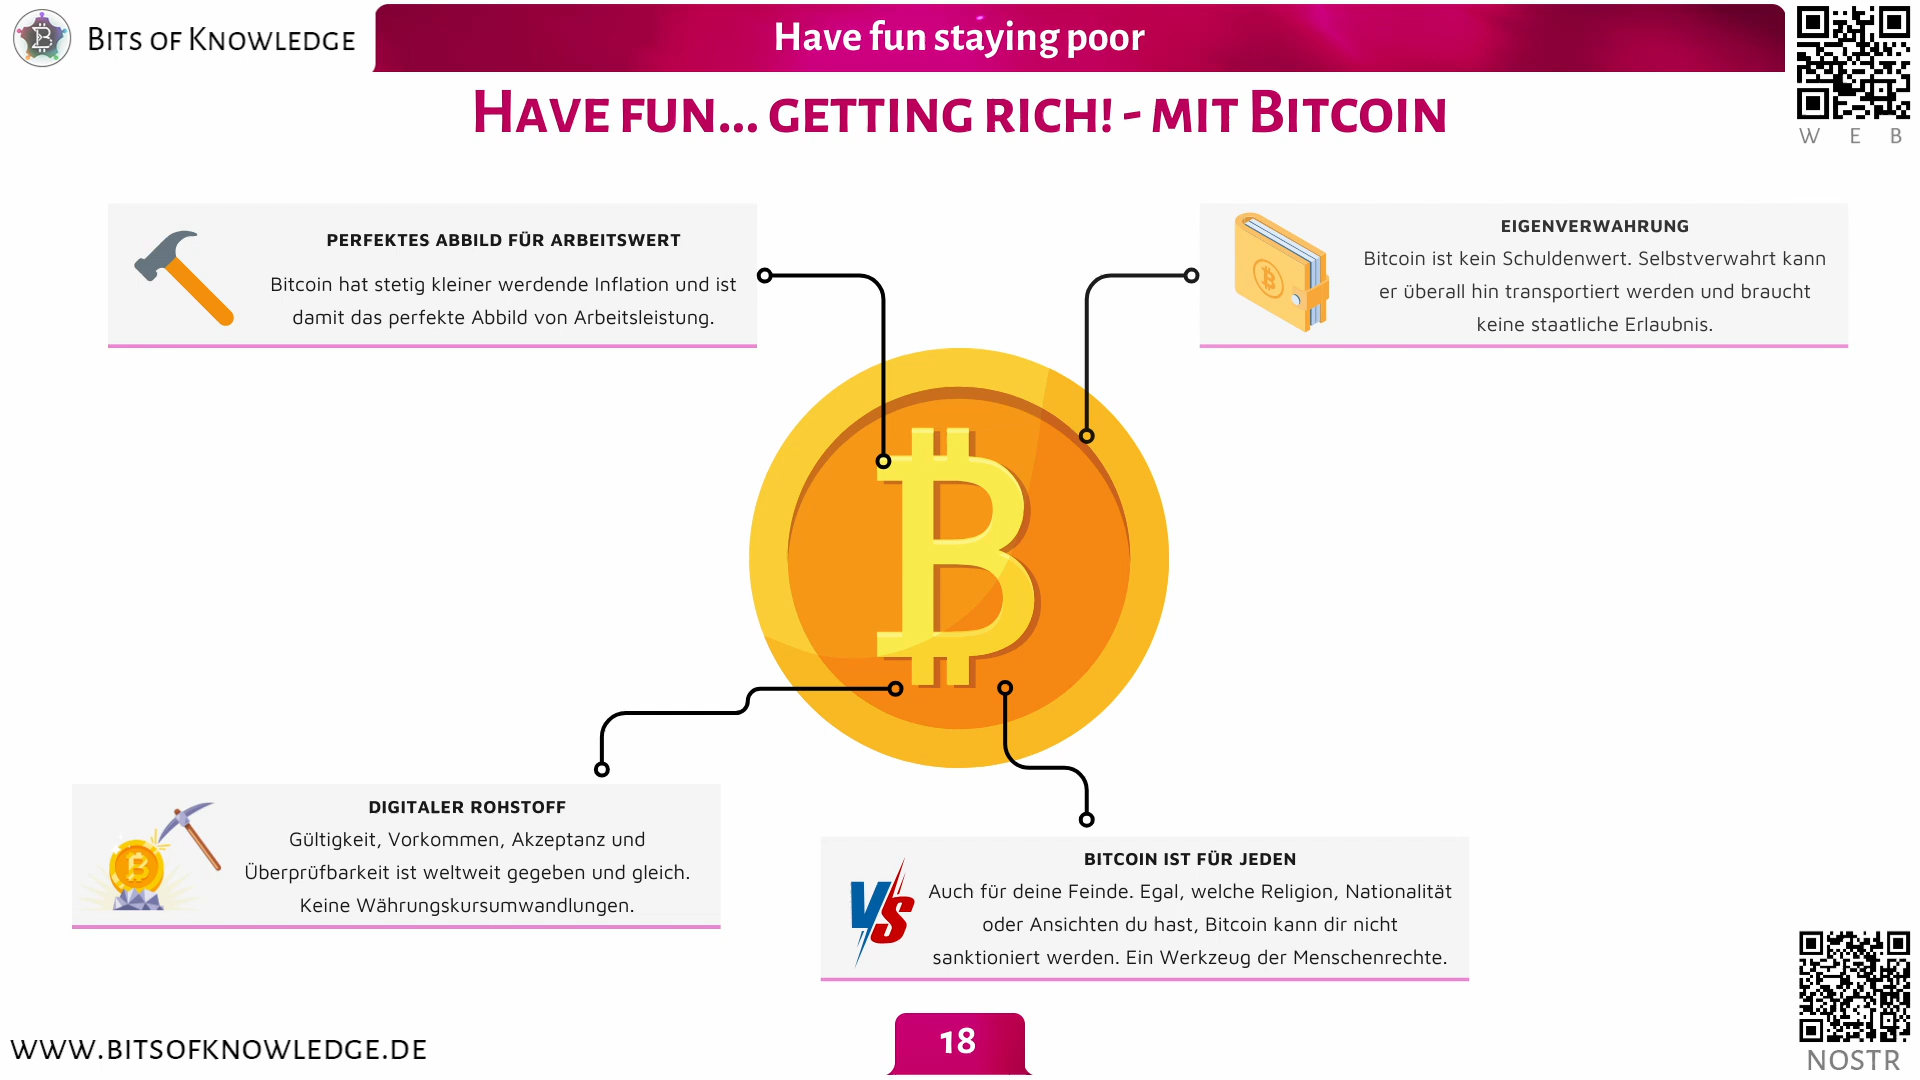 Bits of Knowledge
Have fun staying poor
Have fun... getting rich! - mit Bitcoin
W E B
PERFEKTES ABBILD FÜR ARBEITSWERT
Bitcoin hat stetig kleiner werdende Inflation und ist
damit das perfekte Abbild von Arbeitsleistung.
EIGENVERWAHRUNG
Bitcoin ist kein Schuldenwert. Selbstverwahrt kann
er überall hin transportiert werden und braucht
keine staatliche Erlaubnis.
DIGITALER ROHSTOFF
Gültigkeit, Vorkommen, Akzeptanz und
Überprüfbarkeit ist weltweit gegeben und gleich.
Keine Währungskursumwandlungen.
BITCOIN IST FÜR JEDEN
VS
Auch für deine Feinde. Egal, welche Religion, Nationalität
oder Ansichten du hast, Bitcoin kann dir nicht
sanktioniert werden. Ein Werkzeug der Menschenrechte.
www.bitsofknowledge.de
18
NOSTR